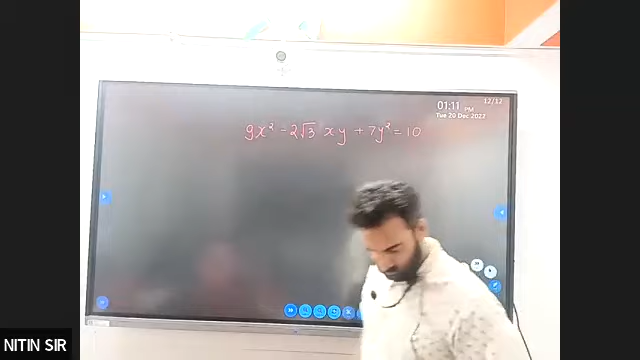 12/12
01:11 PM
Tue 20 Dec 2022
9x² - 2√3 xy + 7y² = 10
NITIN SIR